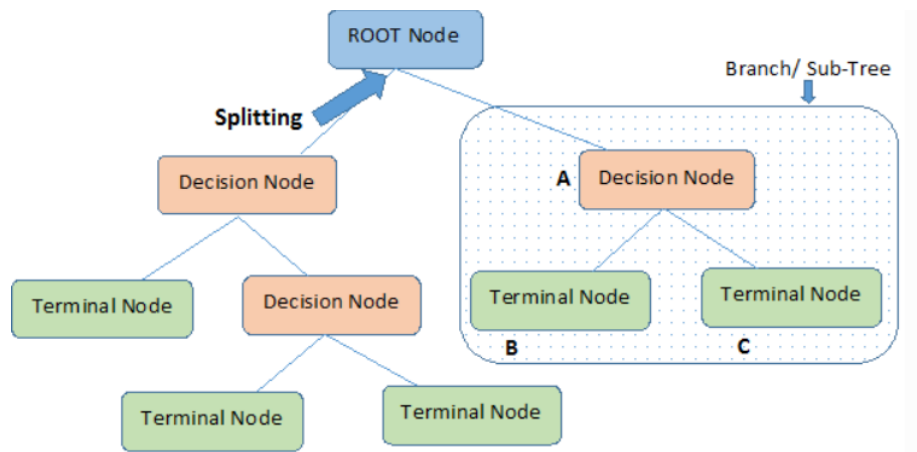 ROOT Node
Branch/ Sub-Tree
Splitting
Decision Node
A
Decision Node
Terminal Node
Decision Node
Terminal Node
Terminal Node
B
C
Terminal Node
Terminal Node